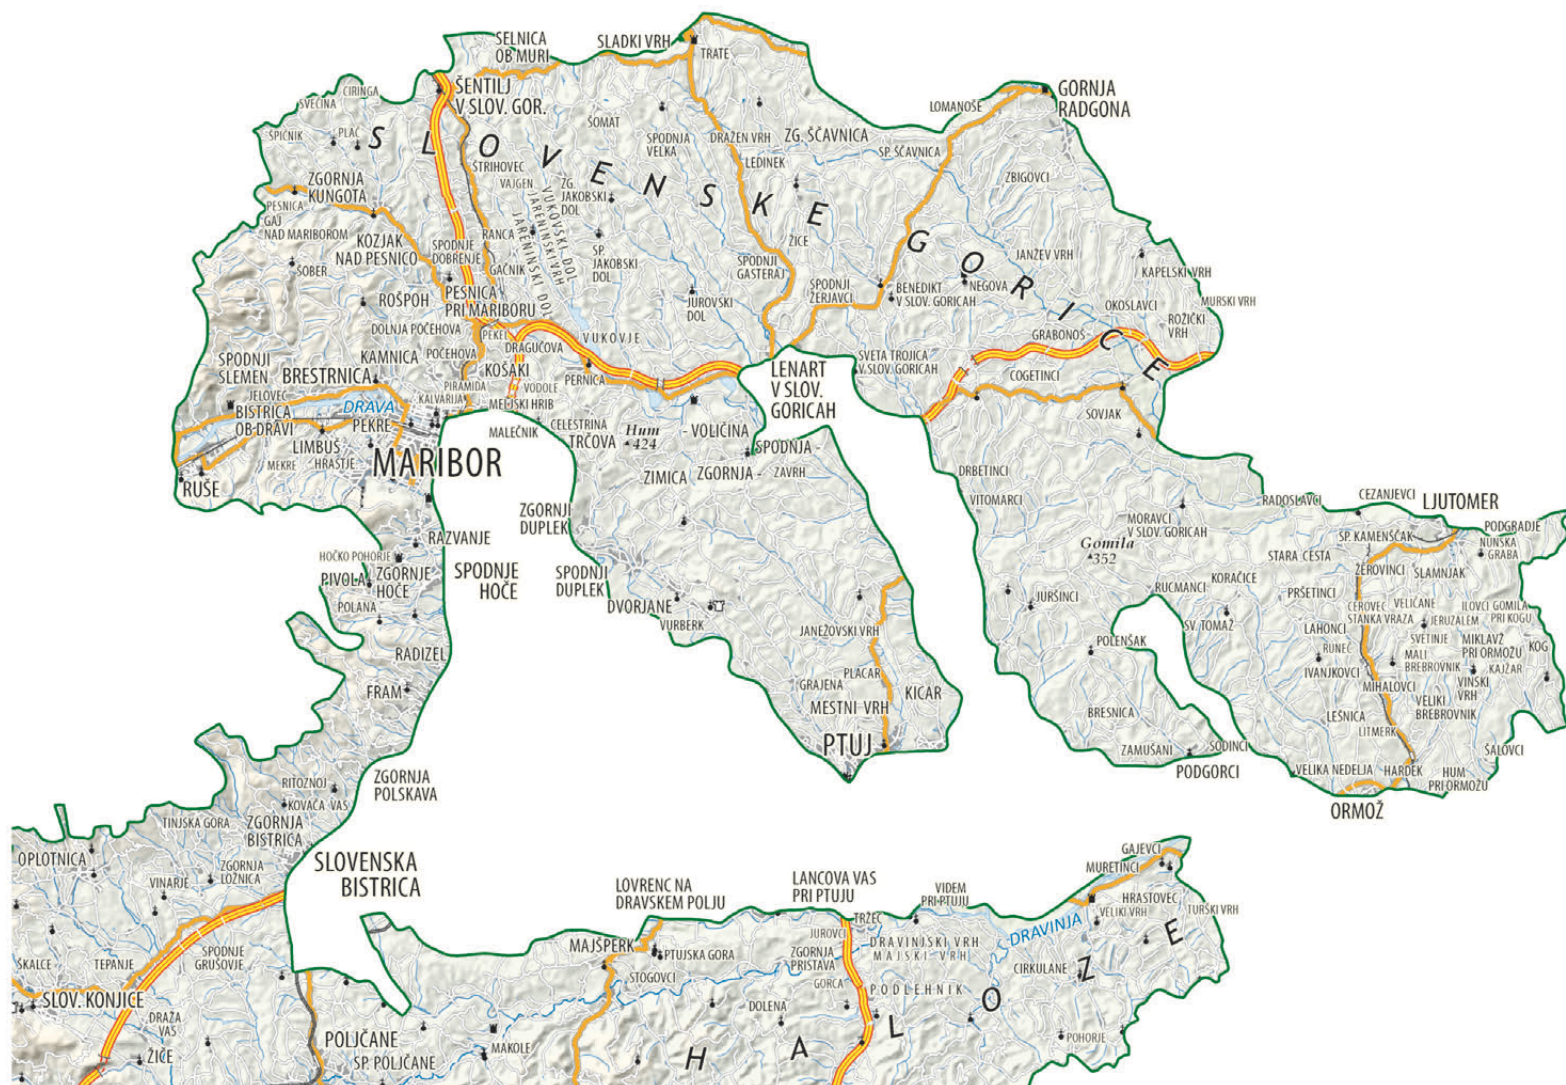 SELNICA
OB MURI
SLADKI VRH
TRATE
ŠENTILJ
V SLOV. GOR.
GORNJA
RADGONA
SVEČINA
CIRINGA
ŠPIČNIK
PLAČ
ŠOMAT
SPODNJA
VELKA
DRAŽEN VRH
ZG. ŠČAVNICA
LOMANOŠE
SP. ŠČAVNICA
LEDINEK
SLOVENSKE GORICE
ŠTRIHOVEC
VAJGEN
ZG.
JAKOBSKI
DOL
ZBIGOVCI
ZGORNJA
KUNGOTA
PESNICA
GAJ
NAD MARIBOROM
VUKOVSKI DOL
JARENINSKI VRH
JARENINSKI DOL
RANCA
KOZJAK
NAD PESNICO
SPODNJE
DOBRENJE
GAČNIK
SP.
JAKOBSKI
DOL
ŽICE
SPODNJI
GASTERAJ
JANŽEV VRH
KAPELSKI VRH
ŠOBER
PESNICA
PRI MARIBORU
ROŠPOH
JUROVSKI
DOL
SPODNJI
ŽERJAVCI
BENEDIKT
V SLOV. GORICAH
NEGOVA
OKOSLAVCI
MURSKI VRH
ROŽIČKI
VRH
DOLNJA POČEHOVA
PEKEL
DRAGUČOVA
VUKOVJE
GRABONOŠ
KAMNICA
POČEHOVA
KOŠAKI
PERNICA
SPODNJI
SLEMEN
BRESTRNICA
LENART
V SLOV.
GORICAH
SVETA TROJICA
V SLOV. GORICAH
COGETINCI
JELOVEC
PIRAMIDA
VODOLE
KALVARIJA
MELJSKI HRIB
DRAVA
BISTRICA
OB DRAVI
PEKRE
SOVJAK
MALEČNIK
CELESTRINA
TRČOVA
Hum
424
- VOLIČINA
LIMBUŠ
SPODNJA -
MEKRE
HRASTJE
MARIBOR
ZIMICA
ZGORNJA -
ZAVRH
DRBETINCI
RUŠE
VITOMARCI
RADOSLAVCI
CEZANJEVCI
LJUTOMER
ZGORNJI
DUPLEK
MORAVCI
V SLOV. GORICAH
SP. KAMENŠČAK
PODGRADJE
NUNSKA
GRABA
RAZVANJE
HOČKO POHORJE
Gomila
352
STARA CESTA
PIVOLA
ZGORNJE
HOČE
SPODNJE
HOČE
SPODNJI
DUPLEK
ŽEROVINCI
SLAMNJAK
RUCMANCI
KORAČICE
PRŠETINCI
POLANA
DVORJANE
VURBERK
JURŠINCI
SV. TOMAŽ
CEROVEC
STANKA VRAZA
VELIČANE
JERUZALEM
ILOVCI
GOMILA
PRI KOGU
JANEŽOVSKI VRH
LAHONCI
POLENŠAK
RUNEČ
SVETINJE
MALI
BREBROVNIK
MIKLAVŽ
PRI ORMOŽU
KOG
RADIZEL
PLACAR
IVANJKOVCI
KAJŽAR
FRAM
GRAJENA
KICAR
MIHALOVCI
VINSKI
VRH
MESTNI VRH
BRESNICA
VELIKI
BREBROVNIK
LEŠNICA
LITMERK
PTUJ
ZAMUŠANI
SODINCI
ŠALOVCI
ZGORNJA
POLSKAVA
PODGORCI
VELIKA NEDELJA
HARDEK
HUM
PRI ORMOŽU
RITOZNOJ
KOVAČA VAS
ORMOŽ
TINJSKA GORA
ZGORNJA
BISTRICA
OPLOTNICA
SLOVENSKA
BISTRICA
ZGORNJA
LOŽNICA
GAJEVCI
MURETINCI
VINARJE
LOVRENC NA
DRAVSKEM POLJU
LANCOVA VAS
PRI PTUJU
VIDEM
PRI PTUJU
HRASTOVEC
VELIKI VRH
TURŠKI VRH
TRŽEC
JUROVCI
DRAVINJA
SPODNJE
GRUŠOVJE
MAJŠPERK
PTUJSKA GORA
ZGORNJA
PRISTAVA
DRAVINJSKI VRH
MAJSKI VRH
ŠKALCE
TEPANJE
STOGOVCI
GORCA
CIRKULANE
PODLEHNIK
SLOV. KONJICE
DRAŽA
VAS
DOLENA
HALOZE
POLJČANE
POHORJE
ŽIČE
SP. POLJČANE
MAKOLE